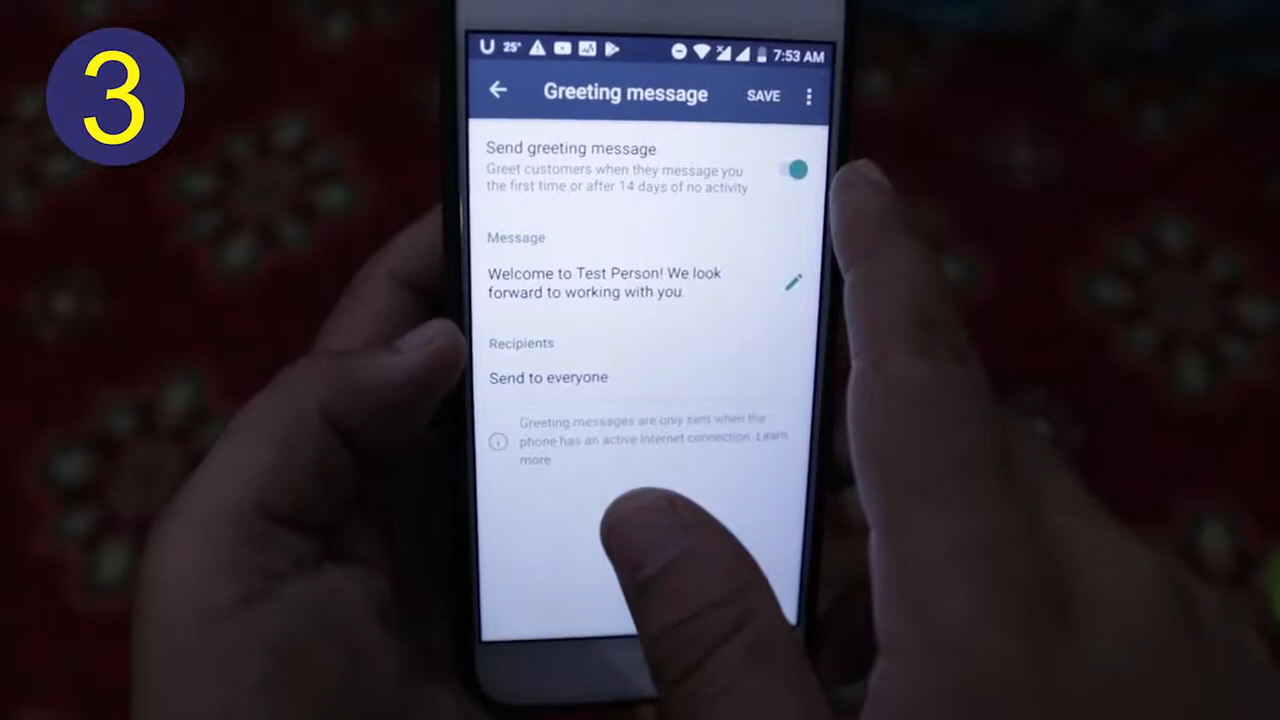 3
25°
7:53 AM
Greeting message
SAVE
Send greeting message
Greet customers when they message you
the first time or after 14 days of no activity
Message
Welcome to Test Person! We look
forward to working with you.
Recipients
Send to everyone
Greeting messages are only sent when the
phone has an active Internet connection. Learn
more